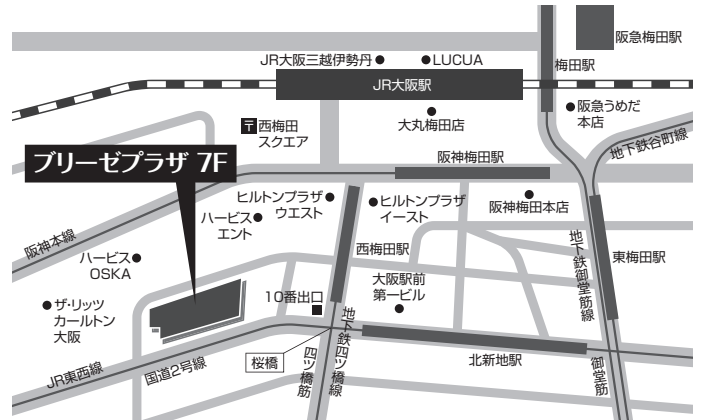 阪急梅田駅
JR大阪三越伊勢丹
LUCUA
梅田駅
JR大阪駅
阪急うめだ
本店
大丸梅田店
〒西梅田
スクエア
地下鉄谷町線
ブリーゼプラザ 7F
阪神梅田駅
ヒルトンプラザ
ウエスト
ヒルトンプラザ
イースト
阪神梅田本店
ハービス
エント
阪神本線
西梅田駅
地下鉄御堂筋線
東梅田駅
ハービス
OSKA
大阪駅前
第一ビル
10番出口
ザ・リッツ
カールトン
大阪
地下鉄四ツ橋線
四ツ橋筋
桜橋
北新地駅
御堂筋
JR東西線
国道2号線